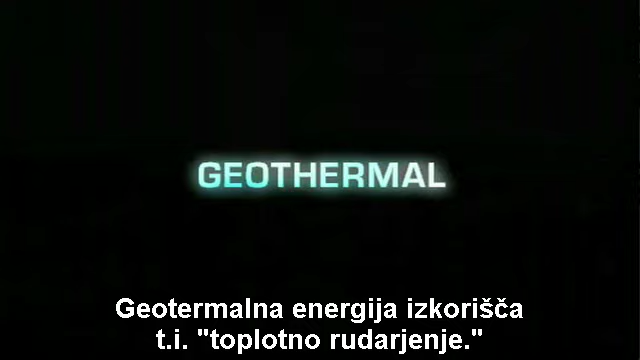 GEOTHERMAL
Geotermalna energija izkorišča
t.i. "toplotno rudarjenje."